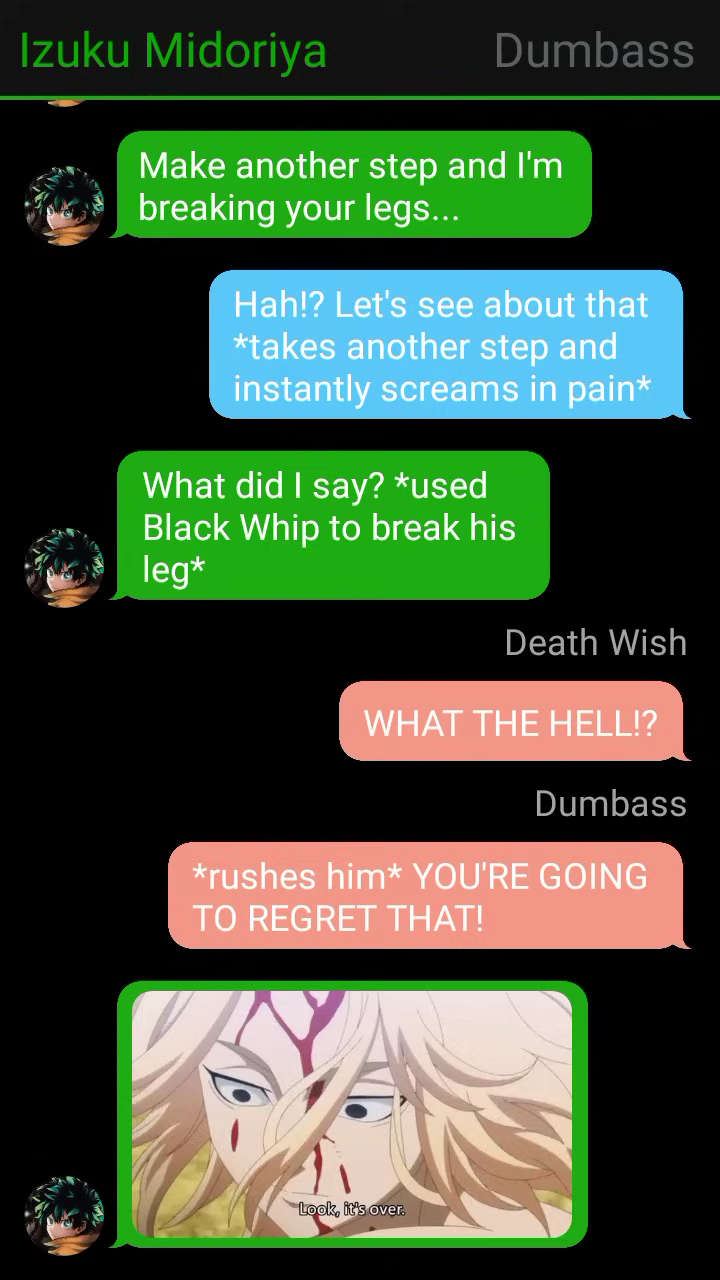 Izuku Midoriya Dumbass
Make another step and I'm
breaking your legs...
Hah!? Let's see about that
*takes another step and
instantly screams in pain*
What did I say? *used
Black Whip to break his
leg*
Death Wish
WHAT THE HELL!?
Dumbass
*rushes him* YOU'RE GOING
TO REGRET THAT!
Look, it's over.